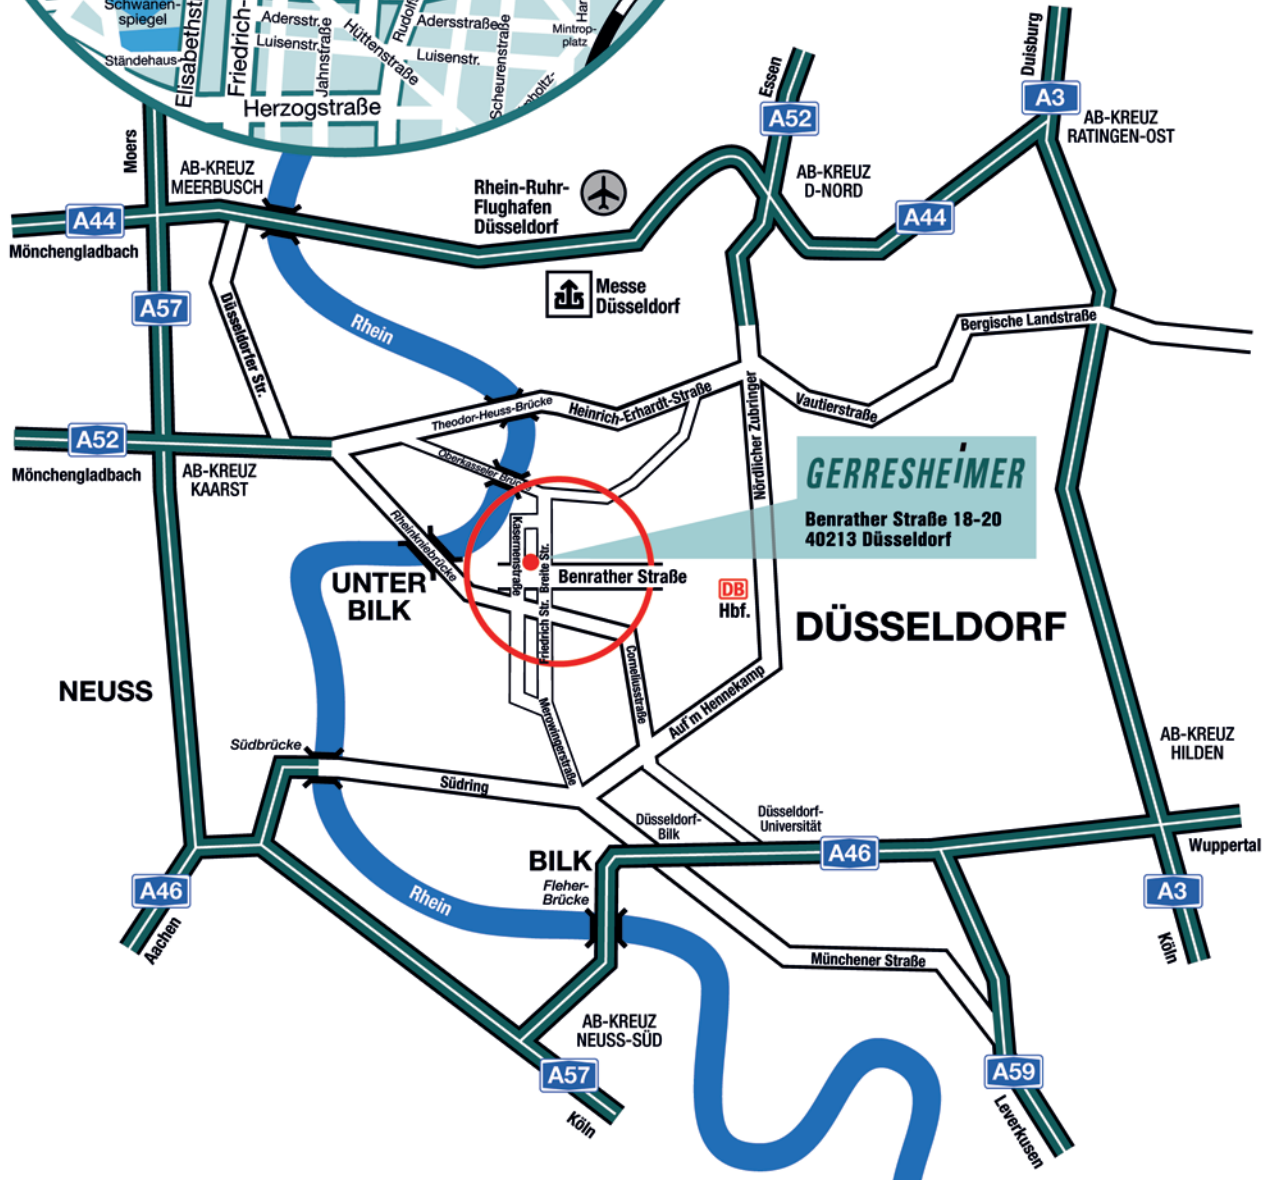 Schwanen-
spiegel
Ständehaus-
Elisabethst
Friedrich-
Adersstr.
Luisenstr.
Jahnstraße
Hüttenstraße
Rudolfs
Adersstraße
Luisenstr.
Scheurenstraße
Har
Mintrop-
platz
nholtz-
Herzogstraße
Moers
AB-KREUZ
MEERBUSCH
A44
Mönchengladbach
A57
Düsseldorfer Str.
Rhein
Rhein-Ruhr-
Flughafen
Düsseldorf
Messe
Düsseldorf
Essen
A52
AB-KREUZ
D-NORD
A44
Duisburg
A3
AB-KREUZ
RATINGEN-OST
Bergische Landstraße
Vautierstraße
Nördlicher Zubringer
Heinrich-Erhardt-Straße
Theodor-Heuss-Brücke
Oberkasseler Brücke
Rheinkniebrücke
A52
Mönchengladbach
AB-KREUZ
KAARST
GERRESHEIMER
Benrather Straße 18-20
40213 Düsseldorf
Kasernenstraße
Breite Str.
Friedrich Str.
Benrather Straße
UNTER
BILK
DB
Hbf.
DÜSSELDORF
NEUSS
Corneliusstraße
Merowingerstraße
Auf'm Hennekamp
Südbrücke
Südring
AB-KREUZ
HILDEN
Düsseldorf-
Bilk
Düsseldorf-
Universität
A46
Wuppertal
BILK
Fleher-
Brücke
A46
Aachen
Rhein
A3
Köln
Münchener Straße
AB-KREUZ
NEUSS-SÜD
A57
Köln
A59
Leverkusen